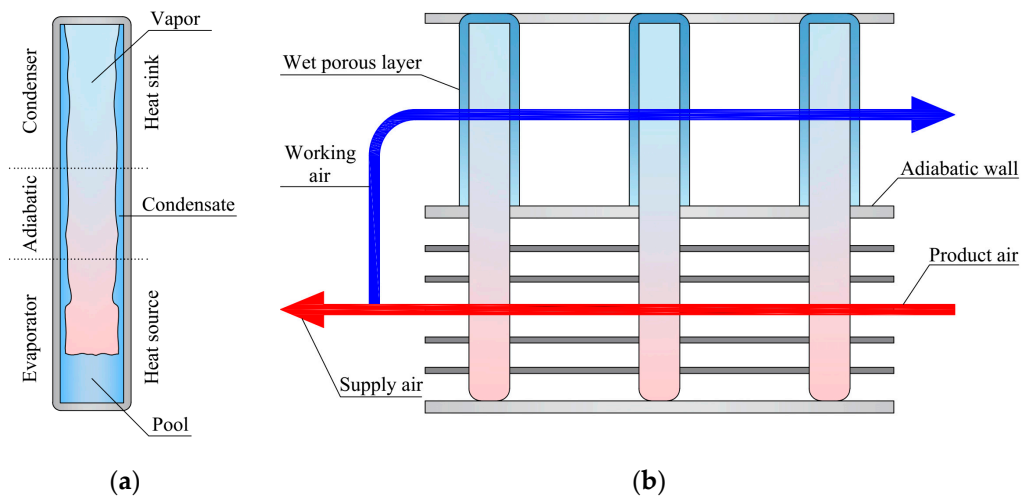 Vapor
Condenser
Heat sink
Adiabatic
Condensate
Evaporator
Heat source
Pool
(a)
Wet porous layer
Working
air
Adiabatic wall
Product air
Supply air
(b)